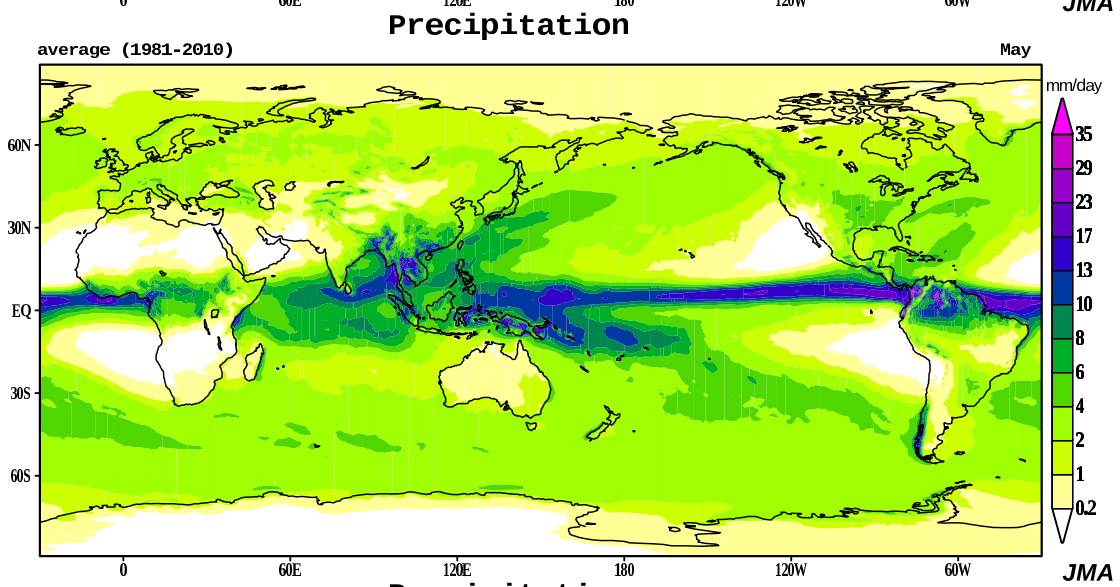 0 60E 120E 180 120W 60W JMA
Precipitation
average (1981-2010) May
mm/day
60N
30N
EQ
30S
60S
35
29
23
17
13
10
8
6
4
2
1
0.2
0 60E 120E 180 120W 60W JMA
Precipitation